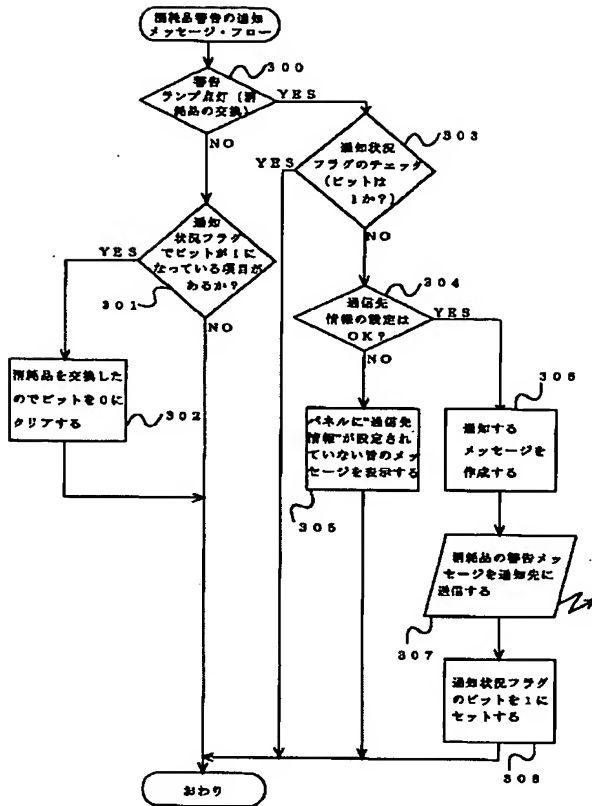 消耗品警告の通知
メッセージ・フロー
300
警告
ランプ点灯(消
耗品の交換)
YES
NO
303
通知状況
フラグのチェック
(ビットは
1か?)
YES
NO
通知
状況フラグ
でビットが1に
なっている項目が
あるか?
YES
301
NO
304
通信先
情報の設定は
OK?
YES
NO
消耗品を交換した
のでビットを0に
クリアする
302
パネルに“通信先
情報”が設定され
ていない旨のメッ
セージを表示する
305
306
通知する
メッセージを
作成する
消耗品の警告メッ
セージを通知先に
送信する
307
通知状況フラグ
のビットを1に
セットする
308
おわり